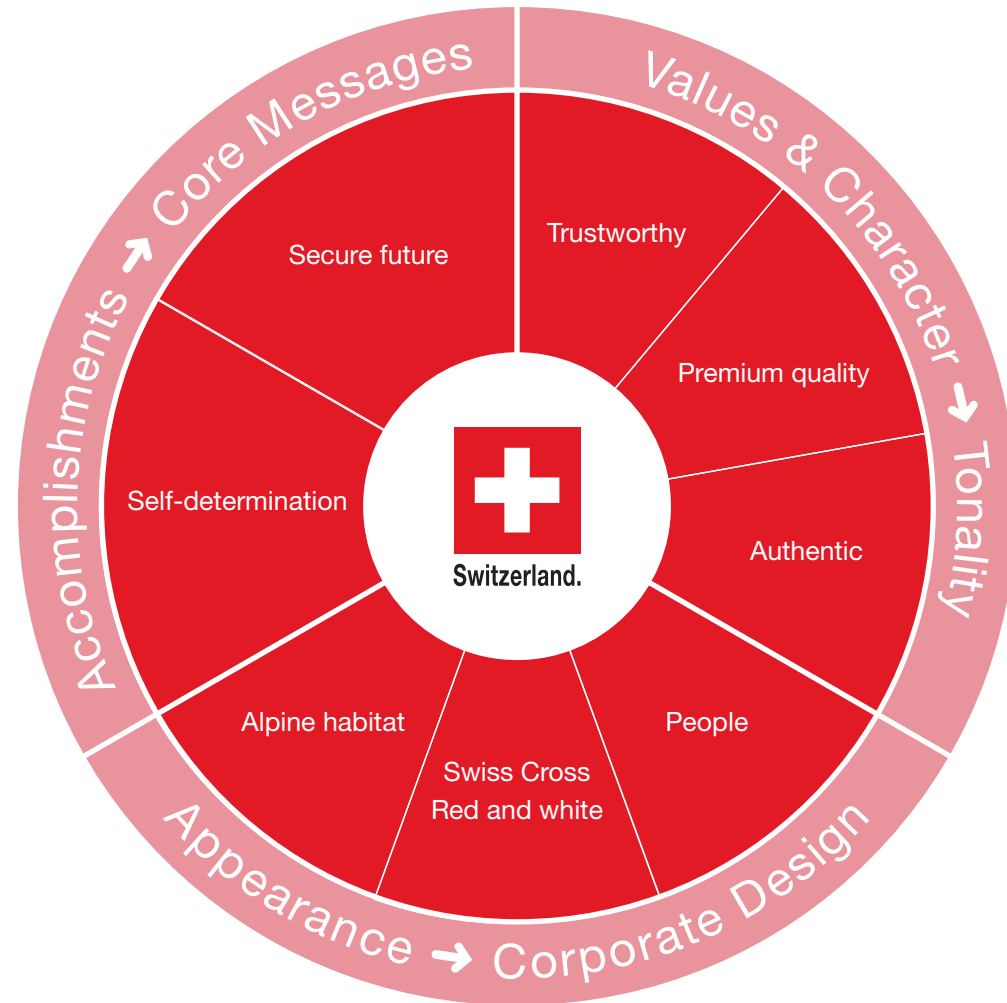 Accomplishments ➔ Core Messages
Values & Character ➔ Tonality
Appearance ➔ Corporate Design
Secure future
Trustworthy
Premium quality
Self-determination
Authentic
Switzerland.
Alpine habitat
People
Swiss Cross
Red and white